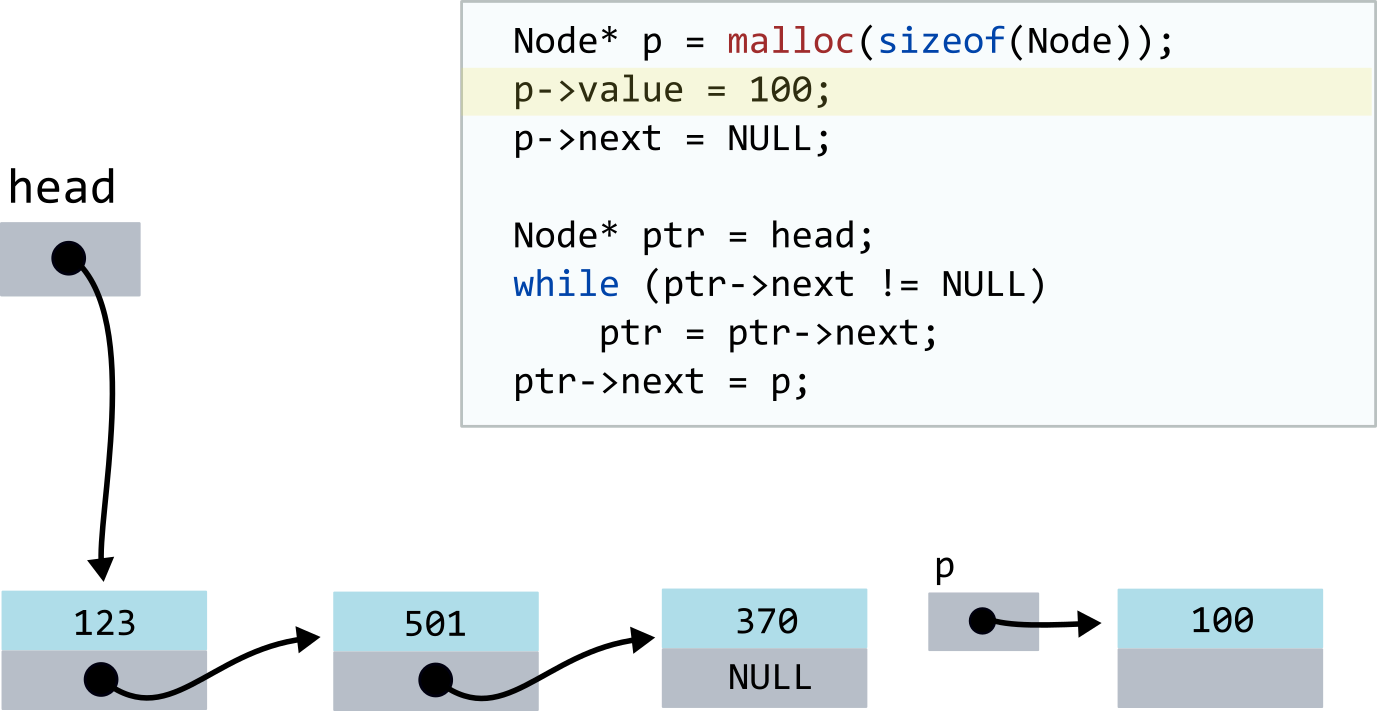 Node* p = malloc(sizeof(Node));
p->value = 100;
p->next = NULL;
Node* ptr = head;
while (ptr->next != NULL)
    ptr = ptr->next;
ptr->next = p;
head
p
123
501
370
100
NULL